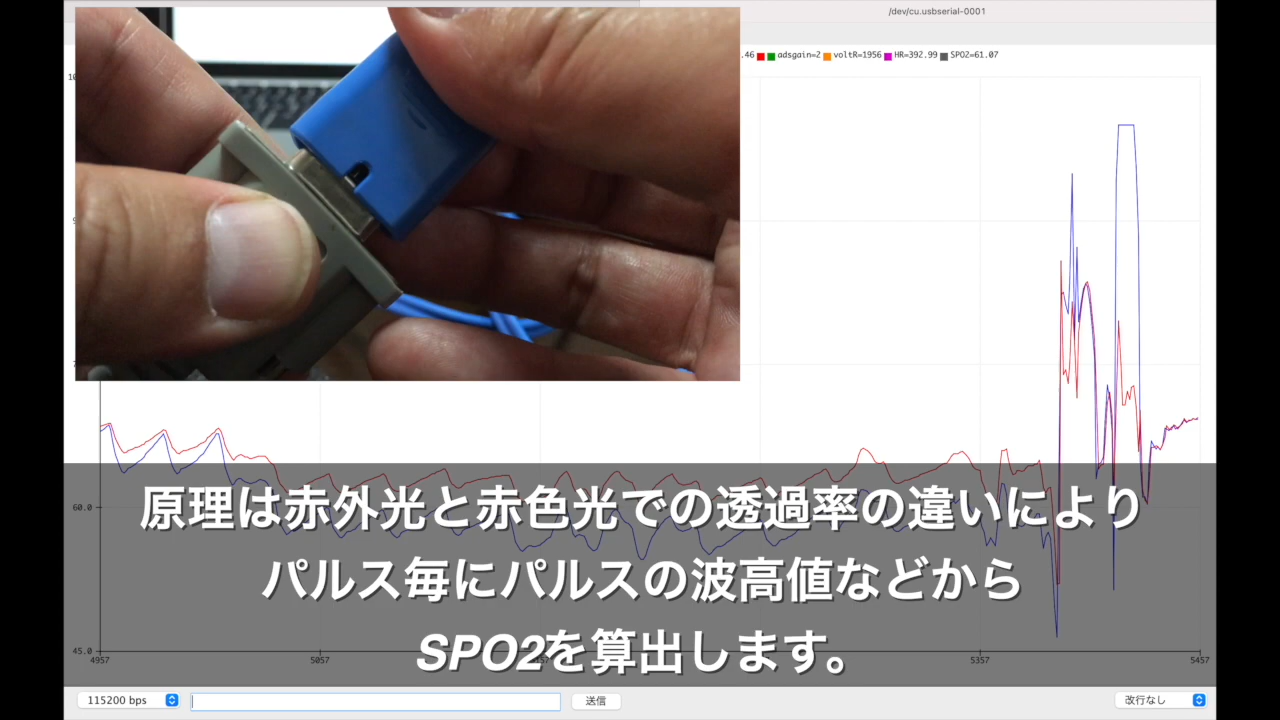 /dev/cu.usbserial-0001
.46 adsgain=2 voltR=1956 HR=392.99 SPO2=61.07
原理は赤外光と赤色光での透過率の違いにより
パルス毎にパルスの波高値などから
SPO2を算出します。
60.0
45.0
4957 5057 5357 5457
115200 bps 送信 改行なし